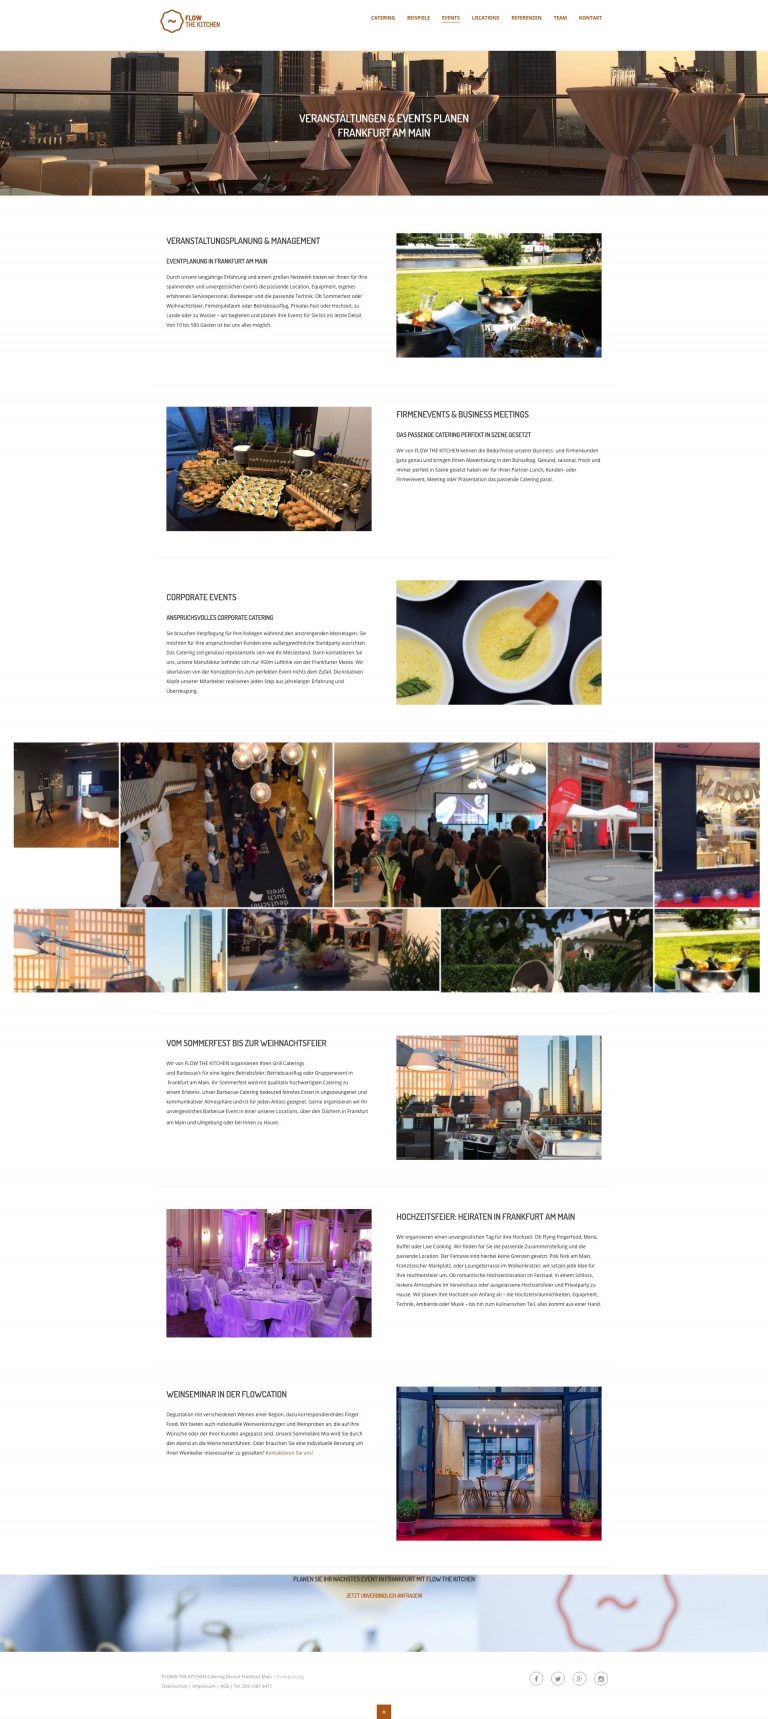 FLOW
THE KITCHEN
CATERING BEISPIELE EVENTS LOCATIONS REFERENZEN TEAM KONTAKT
VERANSTALTUNGEN & EVENTS PLANEN
FRANKFURT AM MAIN
VERANSTALTUNGSPLANUNG & MANAGEMENT
EVENTPLANUNG IN FRANKFURT AM MAIN
Durch unsere langjährige Erfahrung und einem großen Netzwerk bieten wir Ihnen für Ihre
spannenden und unvergesslichen Events die passende Location, Equipment, eigenes
erfahrenes Servicepersonal, Barkeeper und die passende Technik. Ob Sommerfest oder
Weihnachtsfeier, Firmenjubiläum oder Betriebsausflug, Privates Fest oder Hochzeit, zu
Lande oder zu Wasser – wir begleiten und planen Ihre Events für Sie bis ins letzte Detail.
Von 10 bis 500 Gästen ist bei uns alles möglich.
FIRMENEVENTS & BUSINESS MEETINGS
DAS PASSENDE CATERING PERFEKT IN SZENE GESETZT
Wir von FLOW THE KITCHEN kennen die Bedürfnisse unserer Business- und Firmenkunden
ganz genau und bringen Ihnen Abwechslung in den Büroalltag. Gesund, saisonal, frisch und
immer perfekt in Szene gesetzt haben wir für Ihren Partner-Lunch, Kunden- oder
Firmenevent, Meeting oder Präsentation das passende Catering parat.
CORPORATE EVENTS
ANSPRUCHSVOLLES CORPORATE CATERING
Sie brauchen Verpflegung für Ihre Kollegen während den anstrengenden Messetagen. Sie
möchten für Ihre anspruchsvollen Kunden eine außergewöhnliche Standparty ausrichten.
Das Catering soll genauso repräsentativ sein wie Ihr Messestand. Dann kontaktieren Sie
uns, unsere Manufaktur befindet sich nur 450m Luftlinie von der Frankfurter Messe. Wir
überlassen von der Konzeption bis zum perfekten Event nichts dem Zufall. Die kreativen
Köpfe unserer Mitarbeiter realisieren jeden Step aus jahrelanger Erfahrung und
Überzeugung.
deutscher
buch
preis
WELCOM
VOM SOMMERFEST BIS ZUR WEIHNACHTSFEIER
Wir von FLOW THE KITCHEN organisieren Ihren Grill Caterings
und Barbecue's für eine legère Betriebsfeier, Betriebsausflug oder Gruppenevent in
Frankfurt am Main. Ihr Sommerfest wird mit qualitativ hochwertigem Catering zu
einem Erlebnis. Unser Barbecue-Catering bedeuted feinstes Essen in ungezwungener und
kommunikativer Atmosphäre und ist für jeden Anlass geeignet. Gerne organisieren wir Ihr
unvergessliches Barbecue Event in einer unserer Locations, über den Dächern in Frankfurt
am Main und Umgebung oder bei Ihnen zu Hause.
HOCHZEITSFEIER: HEIRATEN IN FRANKFURT AM MAIN
Wir organisieren einen unvergesslichen Tag für Ihre Hochzeit. Ob Flying Fingerfood, Menü,
Buffet oder Live Cooking. Wir finden für Sie die passende Zusammenstellung und die
passende Location. Der Fantasie sind hierbei keine Grenzen gesetzt. Pick Nick am Main,
Französischer Markplatz, oder Loungeterrasse im Wolkenkratzer, wir setzen jede Idee für
Ihre Hochzeitsfeier um. Ob romantische Hochzeitslocation im Festsaal, in einem Schloss,
lockere Atmosphäre im Vereinshaus oder ausgelassene Hochzeitsfeier und Privatparty zu
Hause. Wir planen Ihre Hochzeit von Anfang an – die Hochzeitsräumlichkeiten, Equipment,
Technik, Ambiente oder Musik – bis hin zum kulinarischen Teil, alles kommt aus einer Hand.
WEINSEMINAR IN DER FLOWCATION
Degustation mit verschiedenen Weinen einer Region, dazu korrespondierendes Finger
Food. Wir bieten auch individuelle Weinverkostungen und Weinproben an, die auf Ihre
Wünsche oder der Ihrer Kunden angepasst sind. Unsere Sommelière Mia wird Sie durch
den Abend an die Weine heranführen. Oder brauchen Sie eine individuelle Beratung um
Ihren Weinkeller interessanter zu gestalten? Kontaktieren Sie uns!
PLANEN SIE IHR NÄCHSTES EVENT IN FRANKFURT MIT FLOW THE KITCHEN
JETZT UNVERBINDLICH ANFRAGEN!
FLOWW THE KITCHEN Catering Service Frankfurt Main – Eventplanung
Datenschutz | Impressum | AGB | Tel. 069 1381 6471